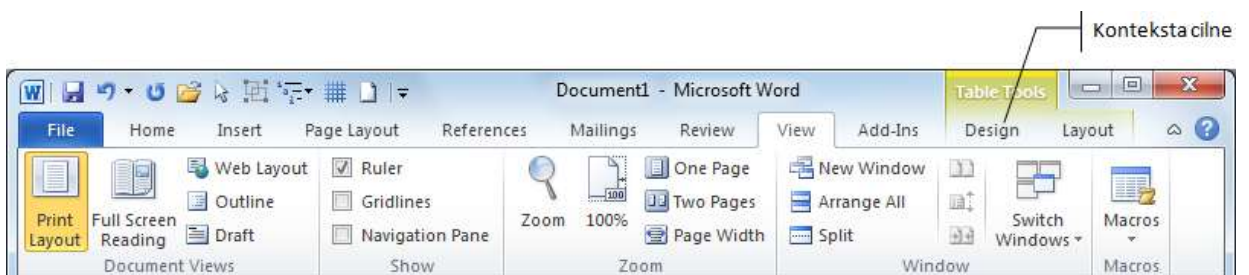 Konteksta cilne
Document1 - Microsoft Word
Table Tools
File Home Insert Page Layout References Mailings Review View Add-Ins Design Layout
Print Layout
Full Screen Reading
Web Layout
Outline
Draft
Document Views
Ruler
Gridlines
Navigation Pane
Show
Zoom
100
100%
One Page
Two Pages
Page Width
Zoom
New Window
Arrange All
Split
Switch Windows
Window
Macros
Macros